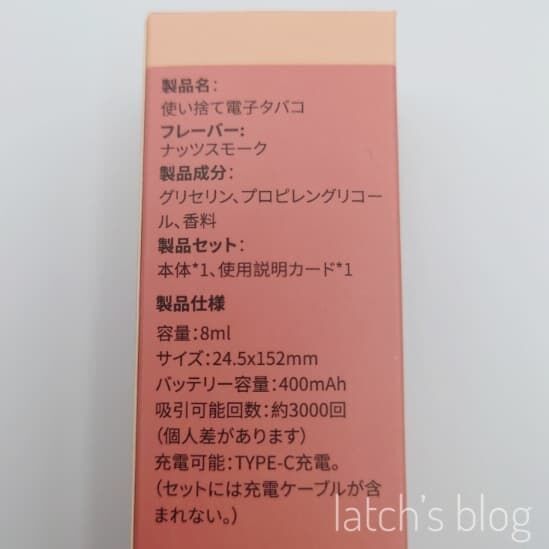 製品名:
使い捨て電子タバコ
フレーバー:
ナッツスモーク
製品成分:
グリセリン、プロピレングリコー
ル、香料
製品セット:
本体*1、使用説明カード*1
製品仕様
容量:8ml
サイズ:24.5x152mm
バッテリー容量:400mAh
吸引可能回数:約3000回
(個人差があります)
充電可能:TYPE-C充電。
(セットには充電ケーブルが含
まれない。)
latch's blog